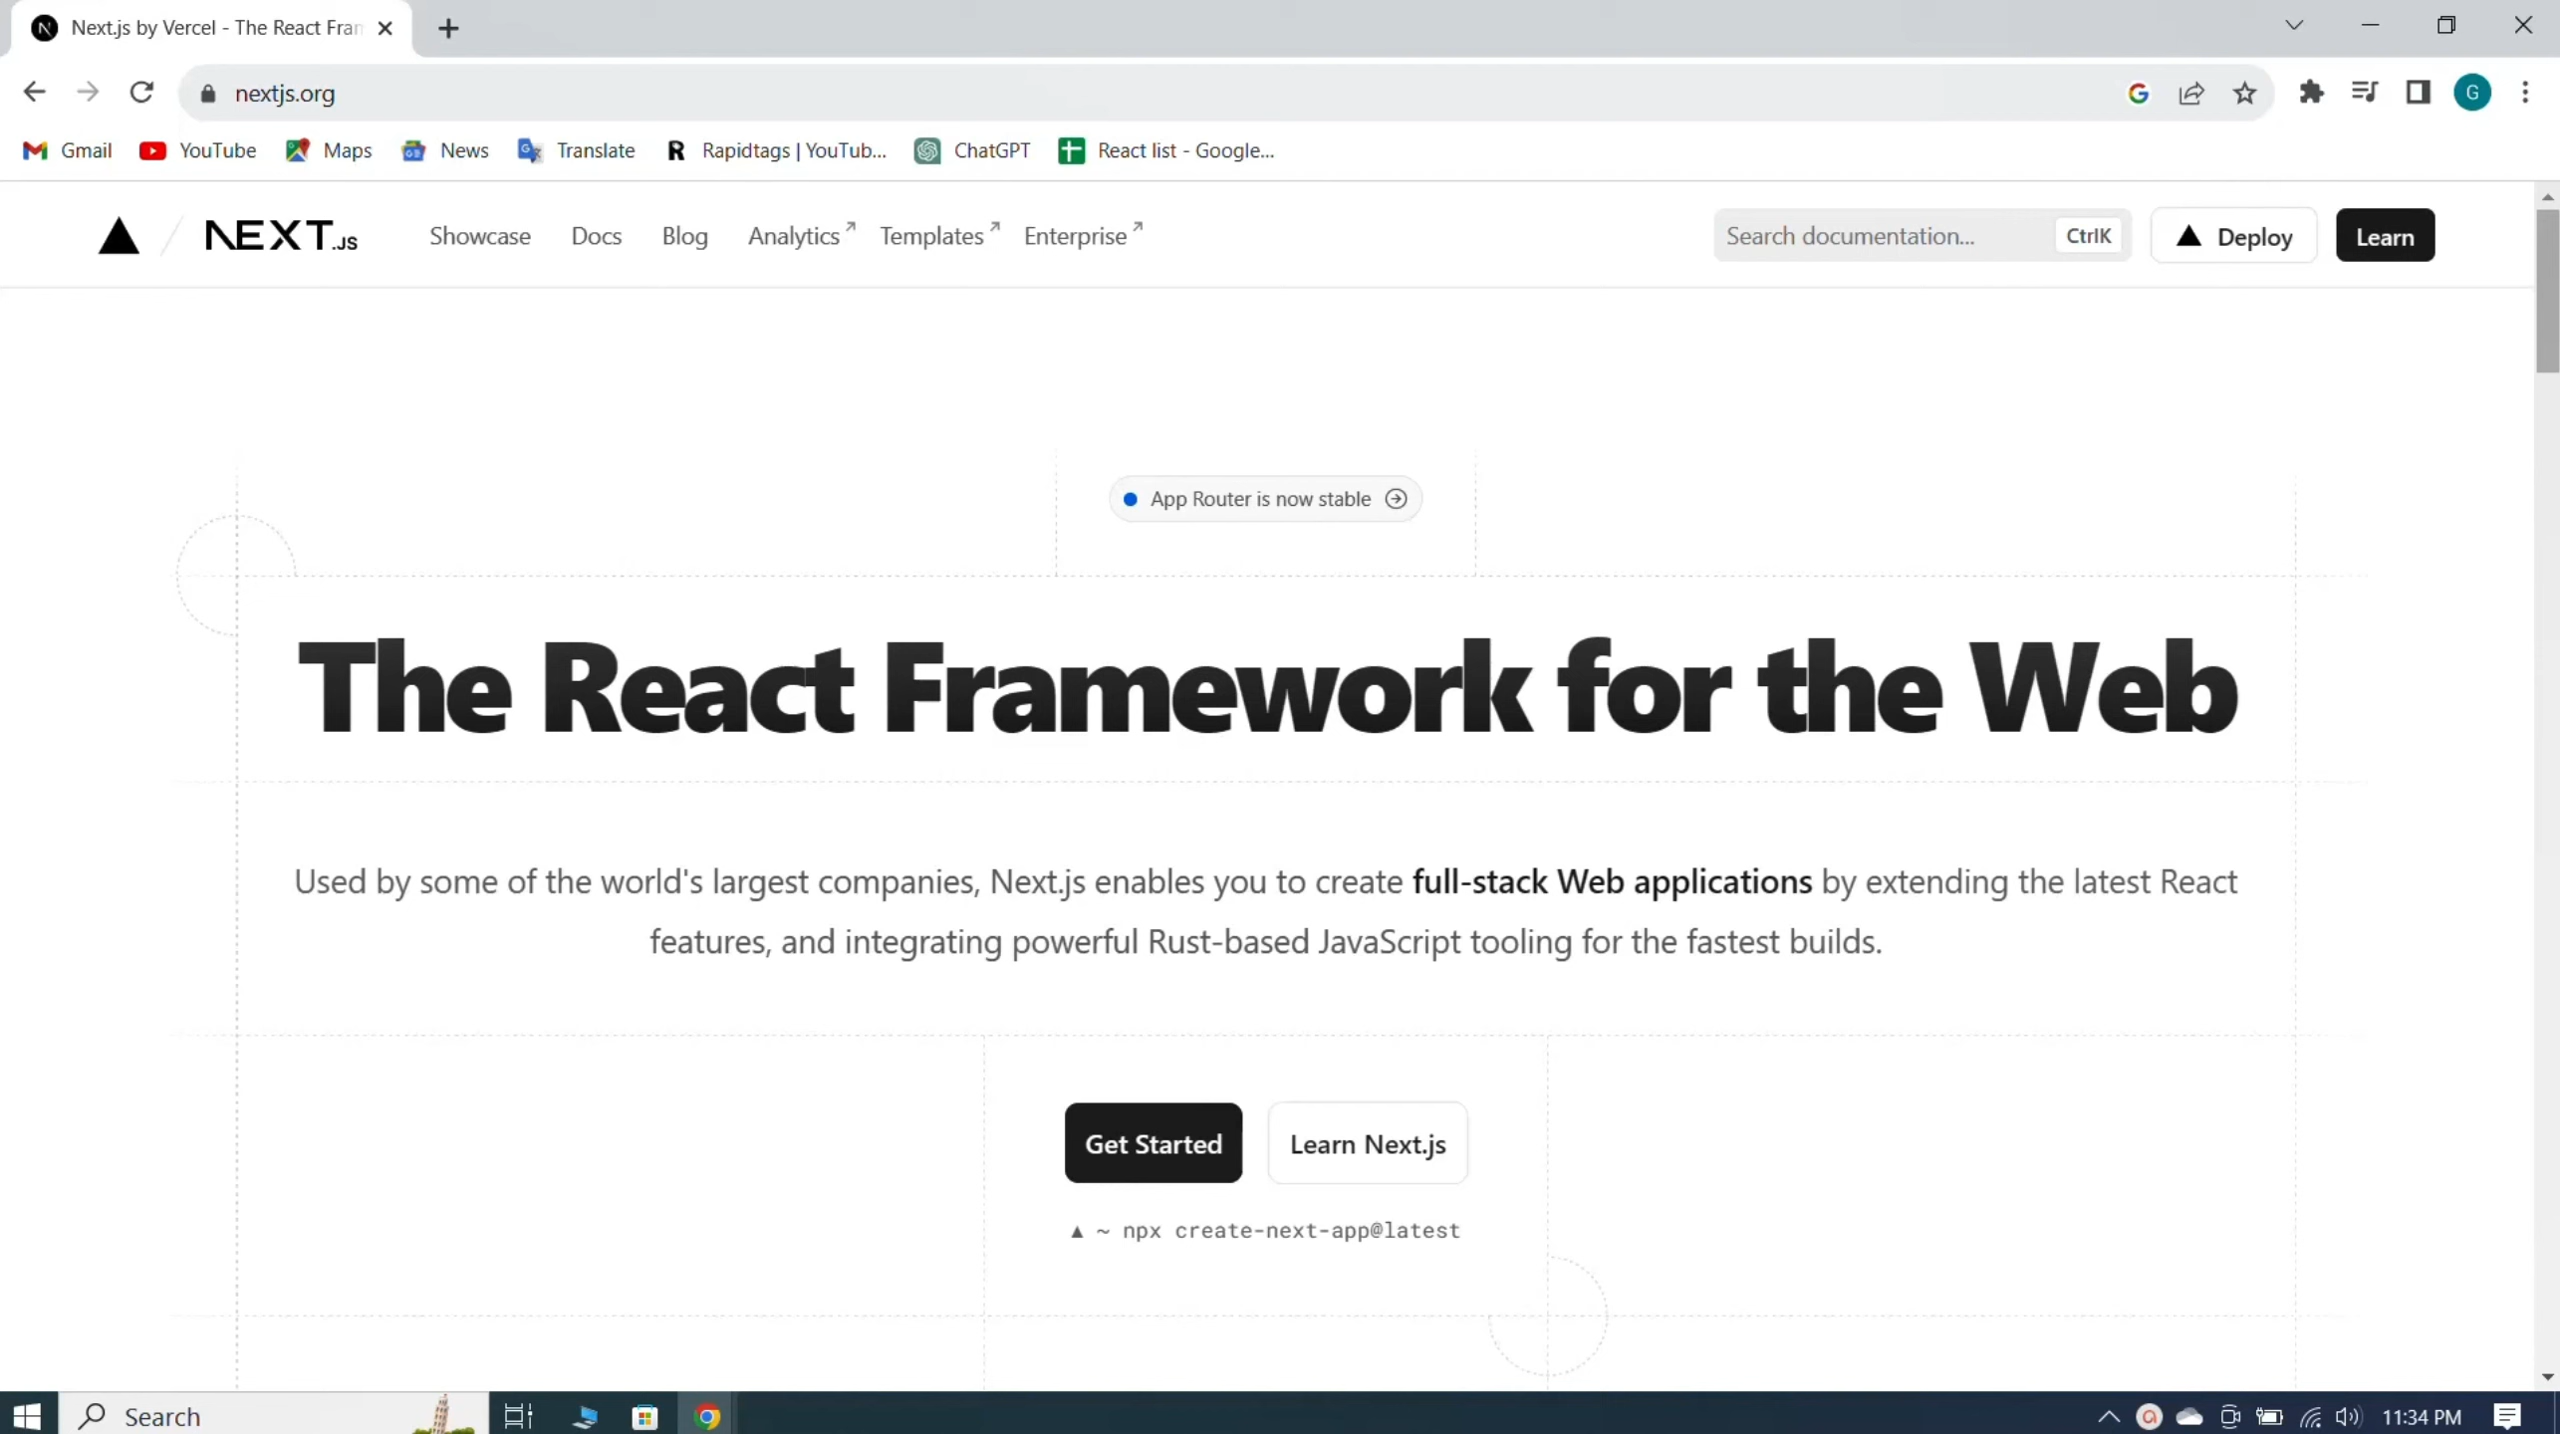 Next.js by Vercel - The React Fran
nextjs.org
G
Gmail YouTube Maps News Translate Rapidtags | YouTub... ChatGPT React list - Google...
NEXT.JS Showcase Docs Blog Analytics Templates Enterprise Search documentation... CtrlK Deploy Learn
App Router is now stable
The React Framework for the Web
Used by some of the world's largest companies, Next.js enables you to create full-stack Web applications by extending the latest React
features, and integrating powerful Rust-based JavaScript tooling for the fastest builds.
Get Started Learn Next.js
▲ ~ npx create-next-app@latest
Search 11:34 PM